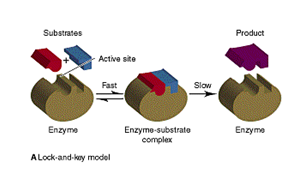 Substrates
Product
+
Active site
Fast
Slow
Enzyme
Enzyme-substrate
complex
Enzyme
A Lock-and-key model